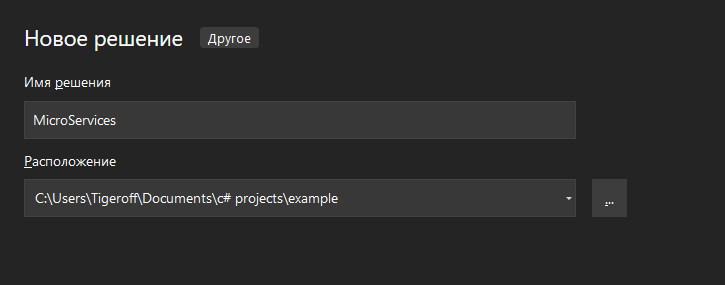 Новое решение Другое
Имя решения
MicroServices
Расположение
C:\Users\Tigeroff\Documents\c# projects\example ...